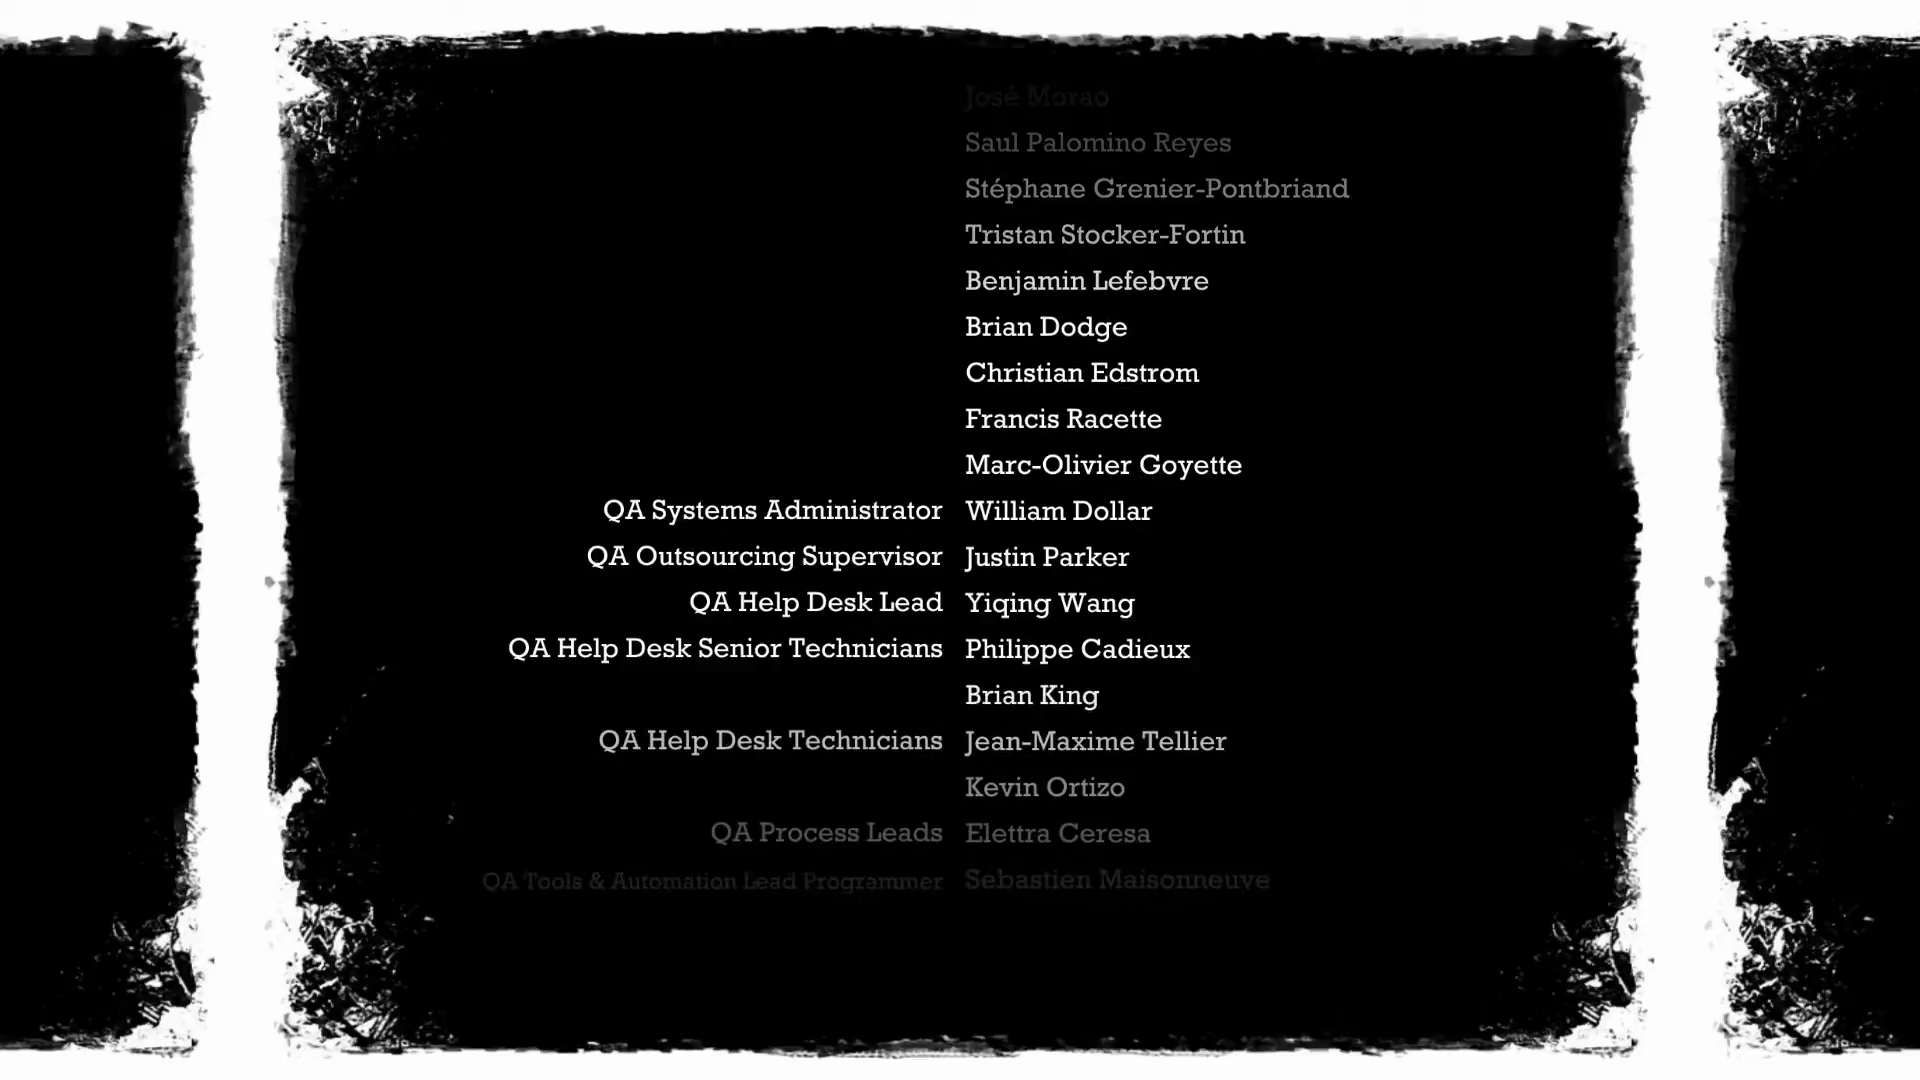 José Morao
Saul Palomino Reyes
Stéphane Grenier-Pontbriand
Tristan Stocker-Fortin
Benjamin Lefebvre
Brian Dodge
Christian Edstrom
Francis Racette
Marc-Olivier Goyette
QA Systems Administrator William Dollar
QA Outsourcing Supervisor Justin Parker
QA Help Desk Lead Yiqing Wang
QA Help Desk Senior Technicians Philippe Cadieux
Brian King
QA Help Desk Technicians Jean-Maxime Tellier
Kevin Ortizo
QA Process Leads Elettra Ceresa
QA Tools & Automation Lead Programmer Sebastien Maisonneuve